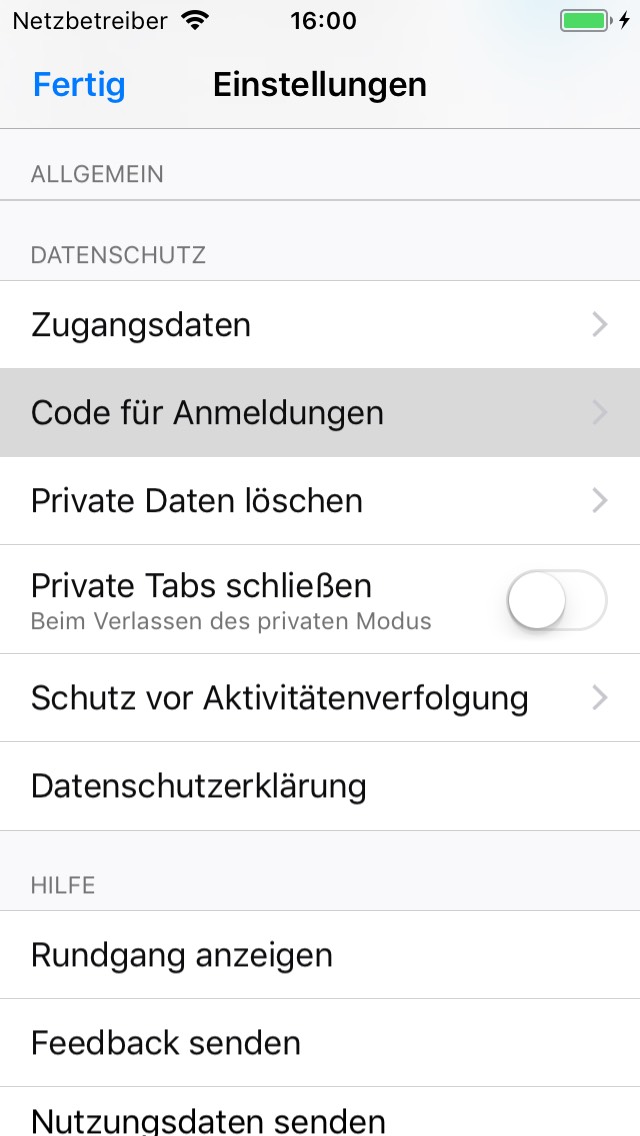 Netzbetreiber 16:00
Fertig Einstellungen
ALLGEMEIN
DATENSCHUTZ
Zugangsdaten
Code für Anmeldungen
Private Daten löschen
Private Tabs schließen
Beim Verlassen des privaten Modus
Schutz vor Aktivitätenverfolgung
Datenschutzerklärung
HILFE
Rundgang anzeigen
Feedback senden
Nutzungsdaten senden